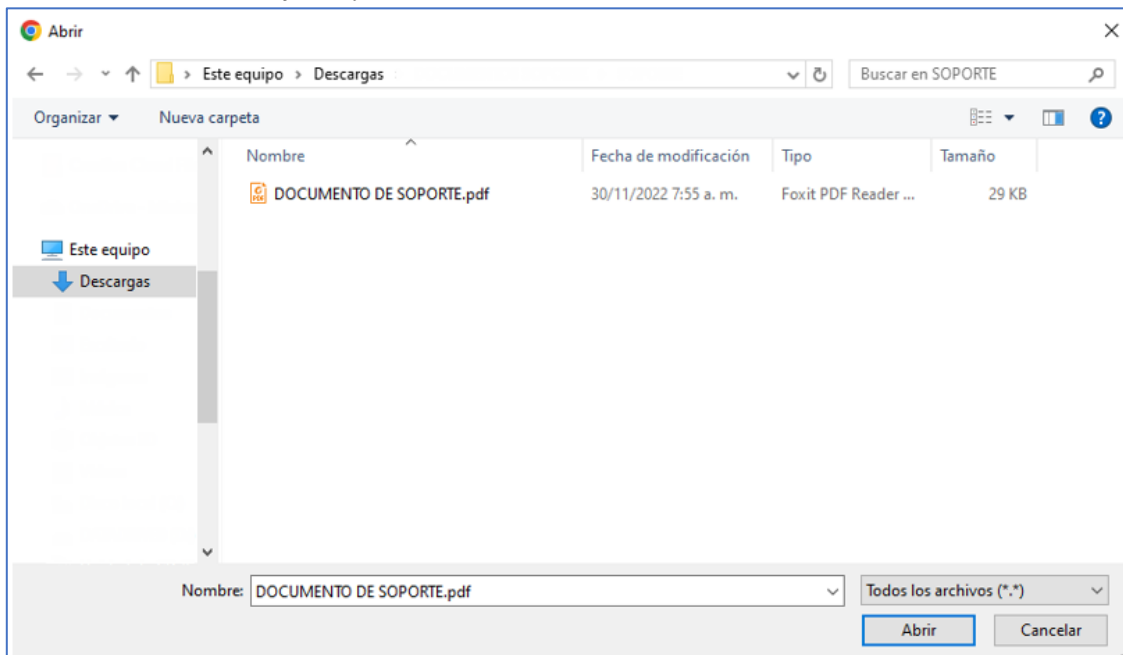 Abrir
Este equipo > Descargas
Buscar en SOPORTE
Organizar
Nueva carpeta
Nombre
Fecha de modificación
Tipo
Tamaño
DOCUMENTO DE SOPORTE.pdf
30/11/2022 7:55 a. m.
Foxit PDF Reader ...
29 KB
Este equipo
Descargas
Nombre: DOCUMENTO DE SOPORTE.pdf
Todos los archivos (*.*)
Abrir
Cancelar